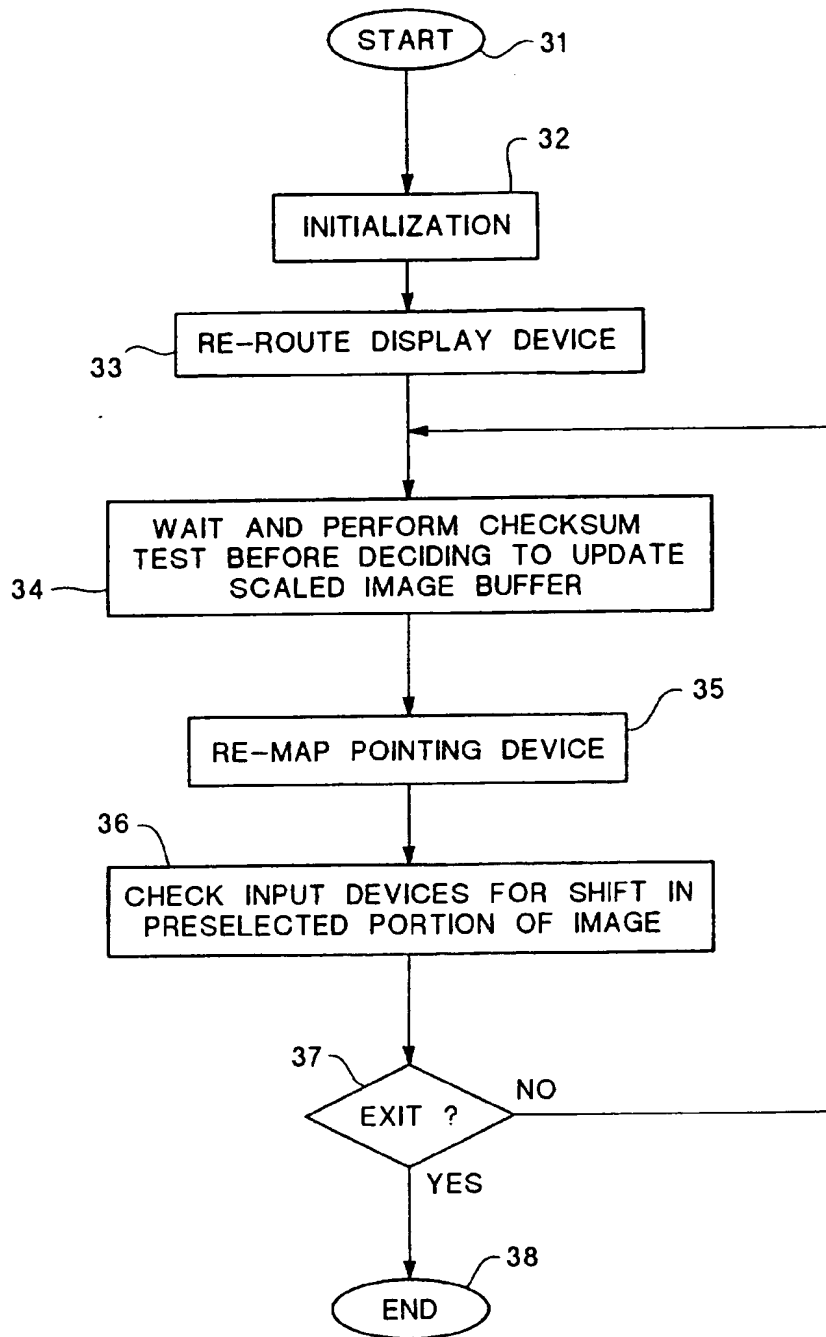 START
31
32
INITIALIZATION
RE-ROUTE DISPLAY DEVICE
33
WAIT AND PERFORM CHECKSUM
TEST BEFORE DECIDING TO UPDATE
SCALED IMAGE BUFFER
34
35
RE-MAP POINTING DEVICE
36
CHECK INPUT DEVICES FOR SHIFT IN
PRESELECTED PORTION OF IMAGE
37
EXIT ?
NO
YES
38
END